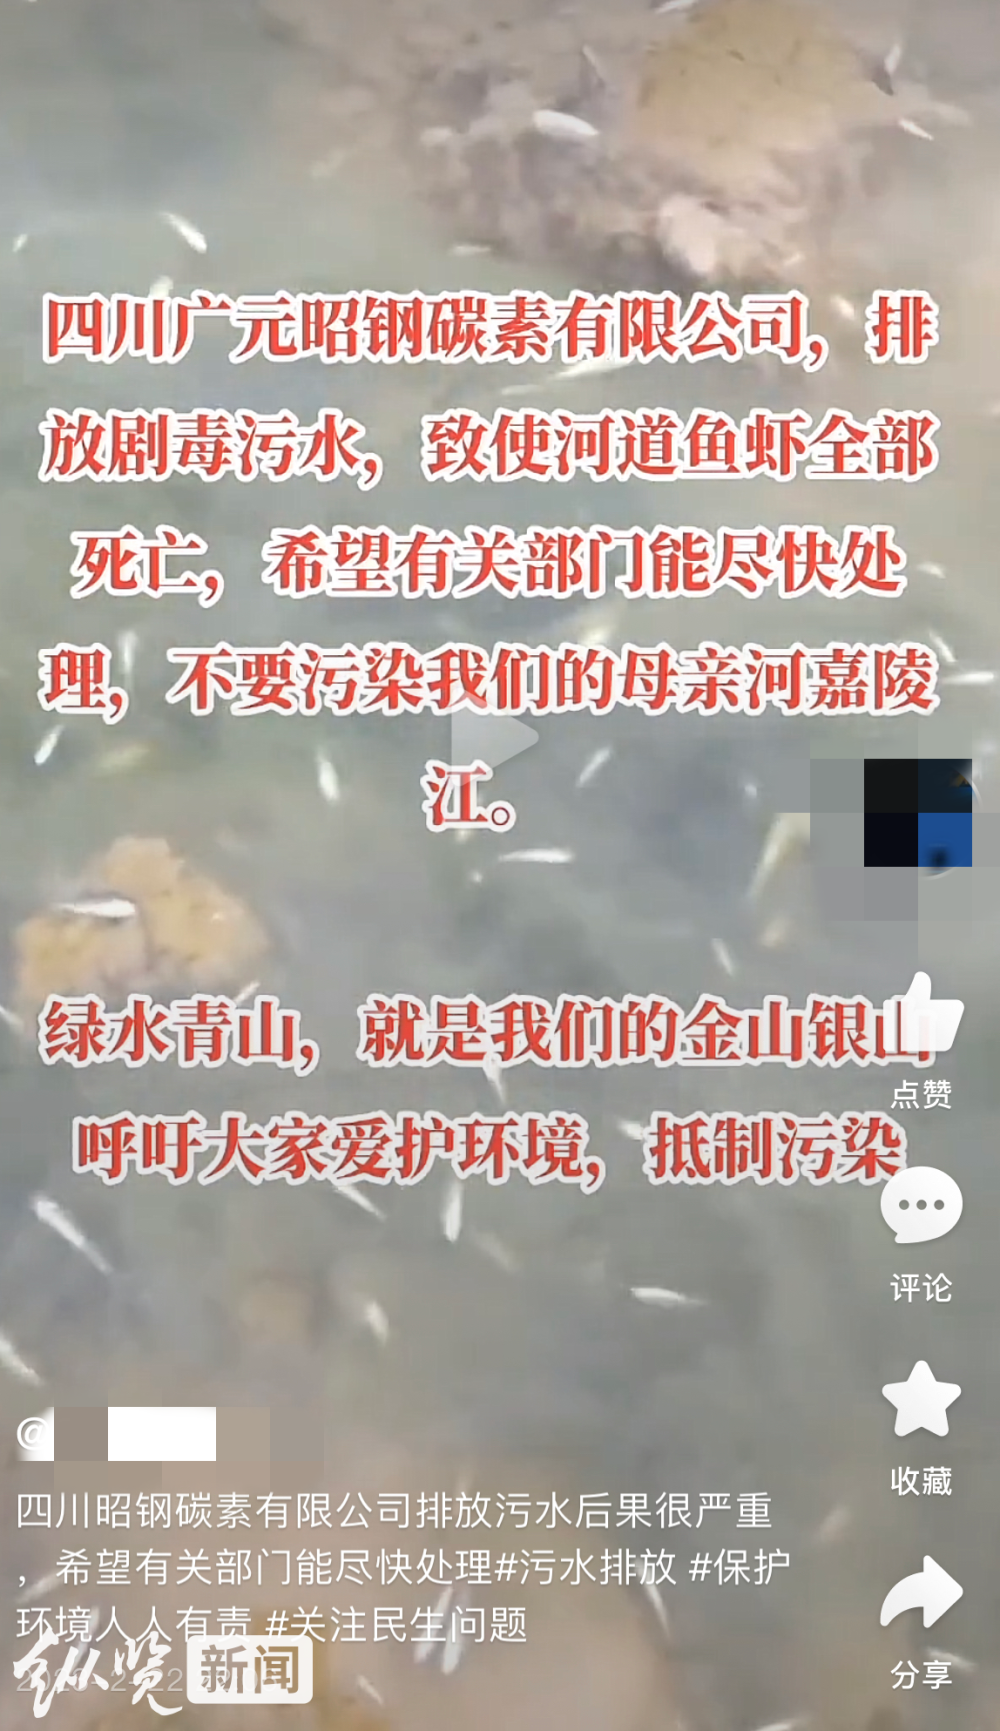 四川广元昭钢碳素有限公司，排
放剧毒污水，致使河道鱼虾全部
死亡，希望有关部门能尽快处
理，不要污染我们的母亲河嘉陵
江。
绿水青山，就是我们的金山银山
呼吁大家爱护环境，抵制污染
点赞
评论
收藏
分享
@
四川昭钢碳素有限公司排放污水后果很严重
，希望有关部门能尽快处理#污水排放 #保护
环境人人有责 #关注民生问题
纵览新闻